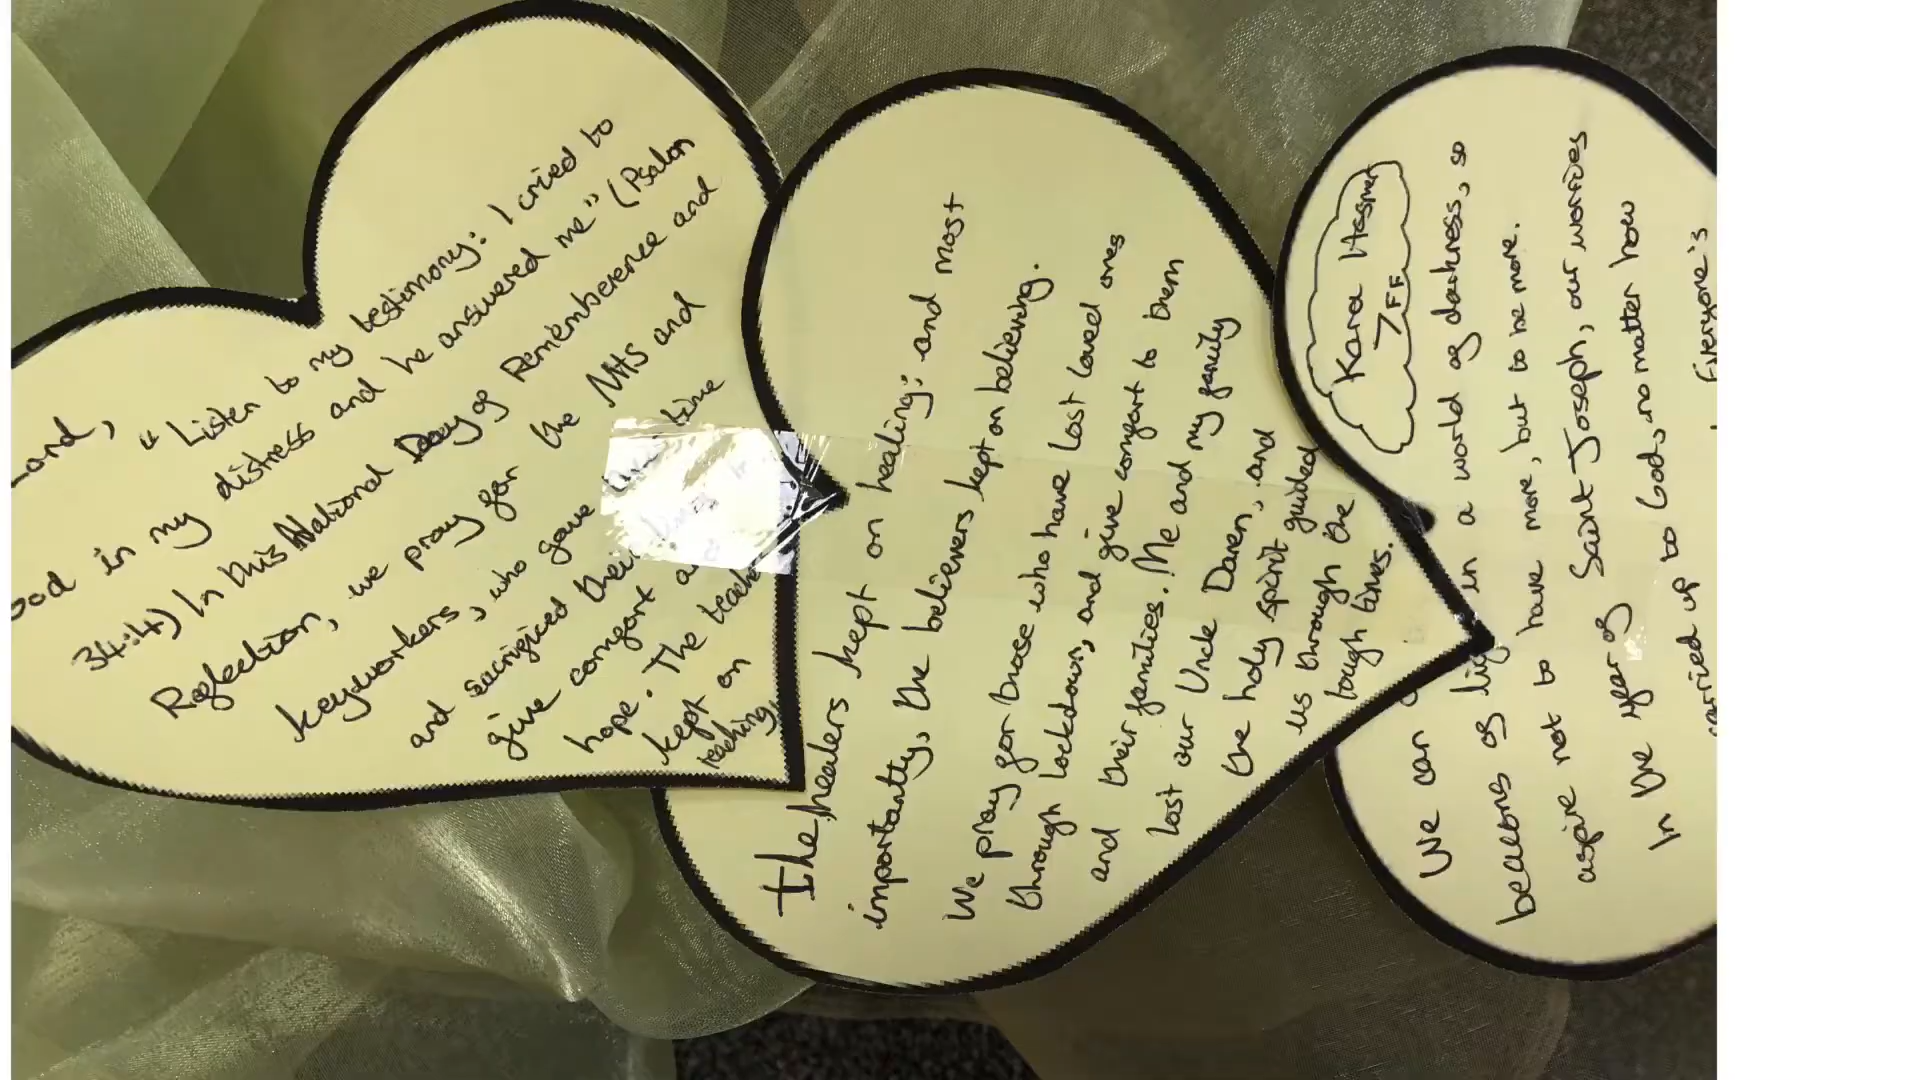 Lord,
"Listen to my testimony: I cried to
God in my distress and he answered me" (Psalm
34:4) In this National Day of Rememberence and
Reflection, we pray for the NHS and
keyworkers, who gave time
and sacrificed their lives
give comfort and
hope. The
kept on
teaching,
the healers kept on healing: and most
importantly, the believers kept on believing.
We pray for those who have lost loved ones
through lockdown, and give comfort to them
and their families. Me and my family
lost our Uncle Daren, and
the holy spirit guided
us through the
tough times.
Kara
7FF
We can in a world of darkness, so
beacons of
aspire not to have more, but to be more.
In the year of Saint Joseph, our worries
carried up to God, no matter how
Everyone's